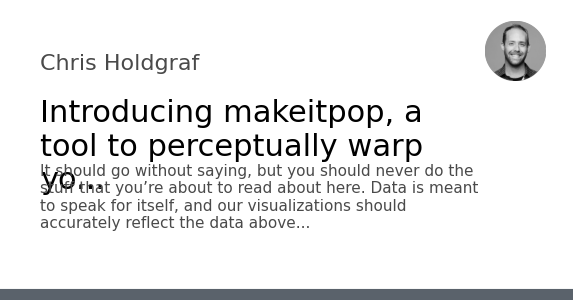 Chris Holdgraf
Introducing makeitpop, a
tool to perceptually warp
yo...
It should go without saying, but you should never do the
stuff that you’re about to read about here. Data is meant
to speak for itself, and our visualizations should
accurately reflect the data above...